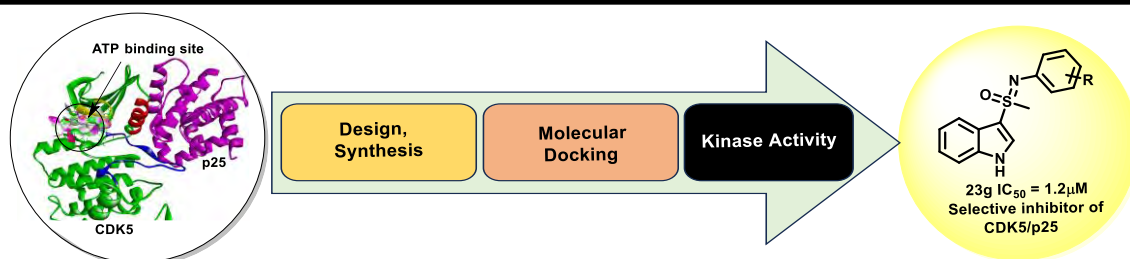 ATP binding site
p25
CDK5
Design,
Synthesis
Molecular
Docking
Kinase Activity
N
R
O
S
N
H
23g IC₅₀ = 1.2μM
Selective inhibitor of
CDK5/p25